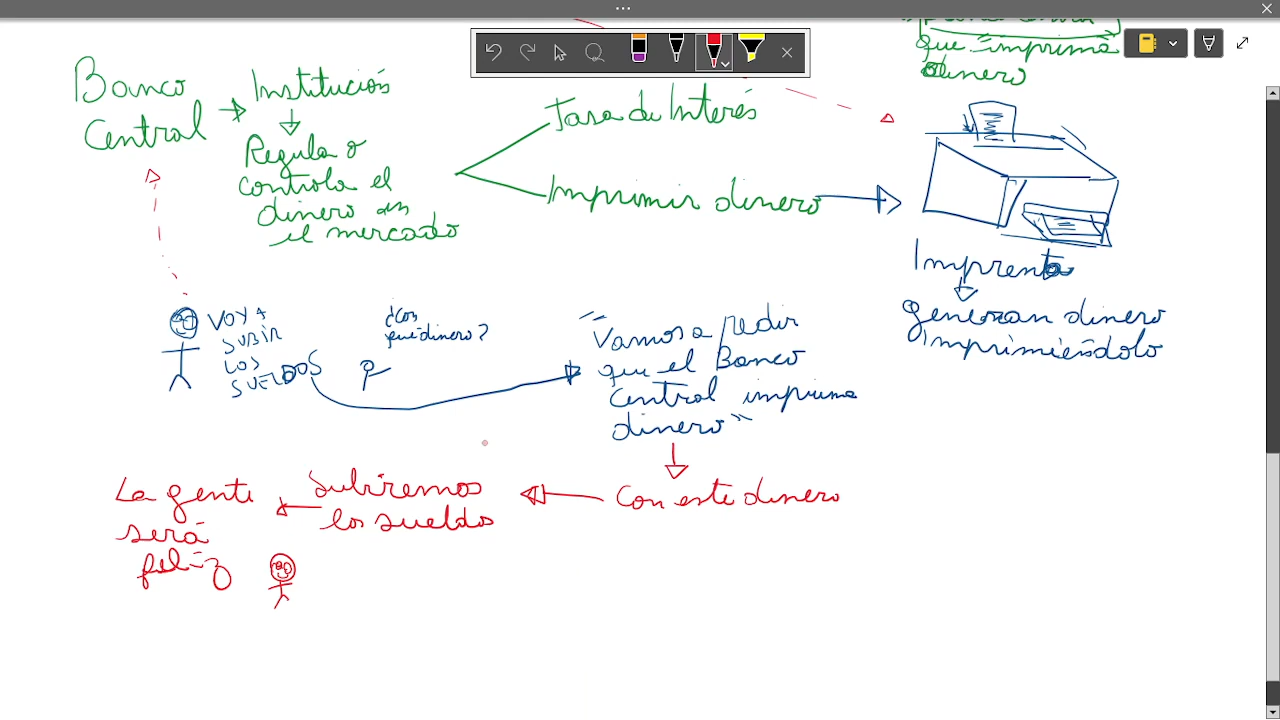 que "imprima
dinero
Banco
Central
Institución
Regula o
controla el
dinero en
el mercado
Tasa de Interés
Imprimir dinero
Imprenta
generan dinero
imprimiéndolo
VOY A
SUBIR
LOS
SUELDOS
¿Con
qué dinero?
"Vamos a pedir
que el Banco
Central imprima
dinero"
Con este dinero
Subiremos
los sueldo
La gente
será
feliz